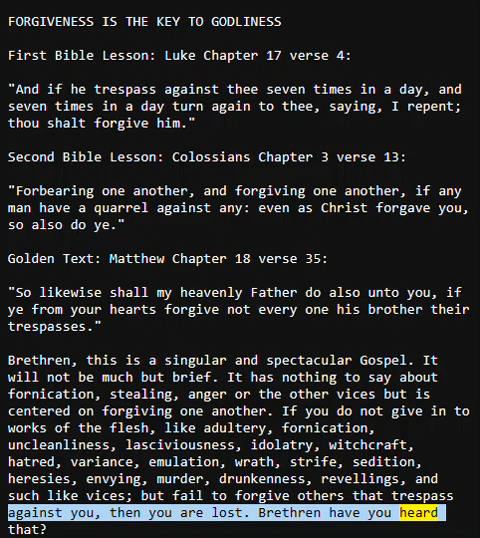 FORGIVENESS IS THE KEY TO GODLINESS
First Bible Lesson: Luke Chapter 17 verse 4:
"And if he trespass against thee seven times in a day, and
seven times in a day turn again to thee, saying, I repent;
thou shalt forgive him."
Second Bible Lesson: Colossians Chapter 3 verse 13:
"Forbearing one another, and forgiving one another, if any
man have a quarrel against any: even as Christ forgave you,
so also do ye."
Golden Text: Matthew Chapter 18 verse 35:
"So likewise shall my heavenly Father do also unto you, if
ye from your hearts forgive not every one his brother their
trespasses."
Brethren, this is a singular and spectacular Gospel. It
will not be much but brief. It has nothing to say about
fornication, stealing, anger or the other vices but is
centered on forgiving one another. If you do not give in to
works of the flesh, like adultery, fornication,
uncleanliness, lasciviousness, idolatry, witchcraft,
hatred, variance, emulation, wrath, strife, sedition,
heresies, envying, murder, drunkenness, revellings, and
such like vices; but fail to forgive others that trespass
against you, then you are lost. Brethren have you heard
that?